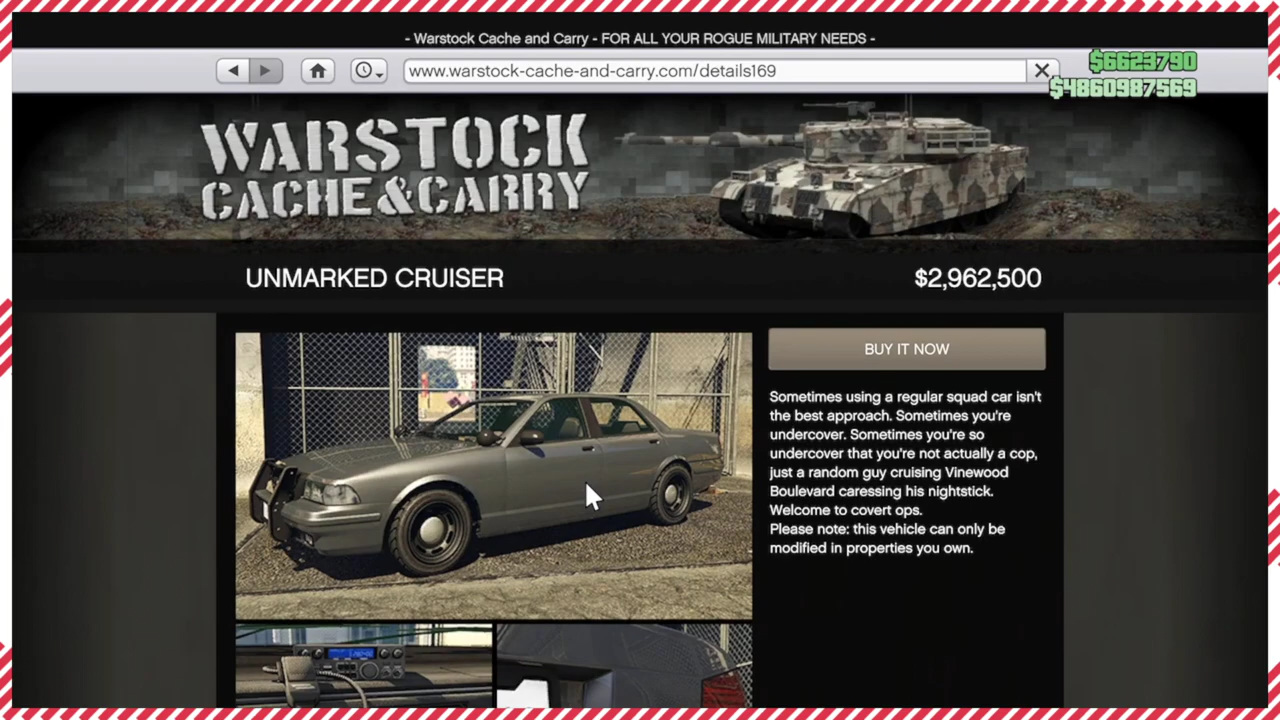 - Warstock Cache and Carry - FOR ALL YOUR ROGUE MILITARY NEEDS -
www.warstock-cache-and-carry.com/details169
$6623790
$4860987569
WARSTOCK
CACHE&CARRY
UNMARKED CRUISER
$2,962,500
BUY IT NOW
Sometimes using a regular squad car isn't
the best approach. Sometimes you're
undercover. Sometimes you're so
undercover that you're not actually a cop,
just a random guy cruising Vinewood
Boulevard caressing his nightstick.
Welcome to covert ops.
Please note: this vehicle can only be
modified in properties you own.